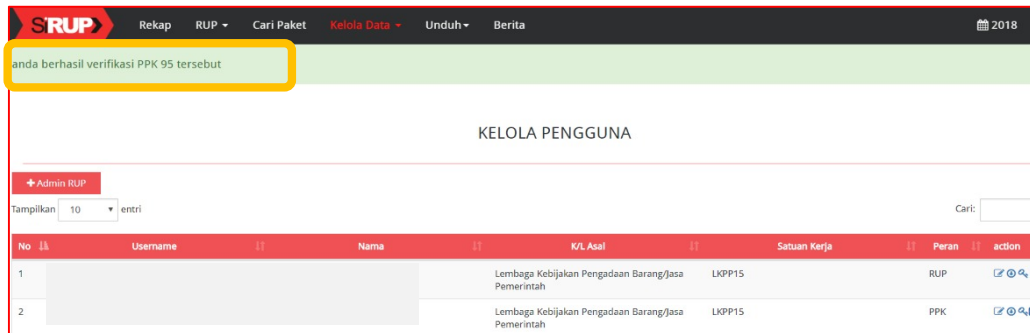 SiRUP Rekap RUP Cari Paket Kelola Data Unduh Berita 2018
anda berhasil verifikasi PPK 95 tersebut
KELOLA PENGGUNA
+ Admin RUP
Tampilkan 10 entri Cari:
No Username Nama K/L Asal Satuan Kerja Peran action
1 Lembaga Kebijakan Pengadaan Barang/Jasa Pemerintah LKPP15 RUP
2 Lembaga Kebijakan Pengadaan Barang/Jasa Pemerintah LKPP15 PPK